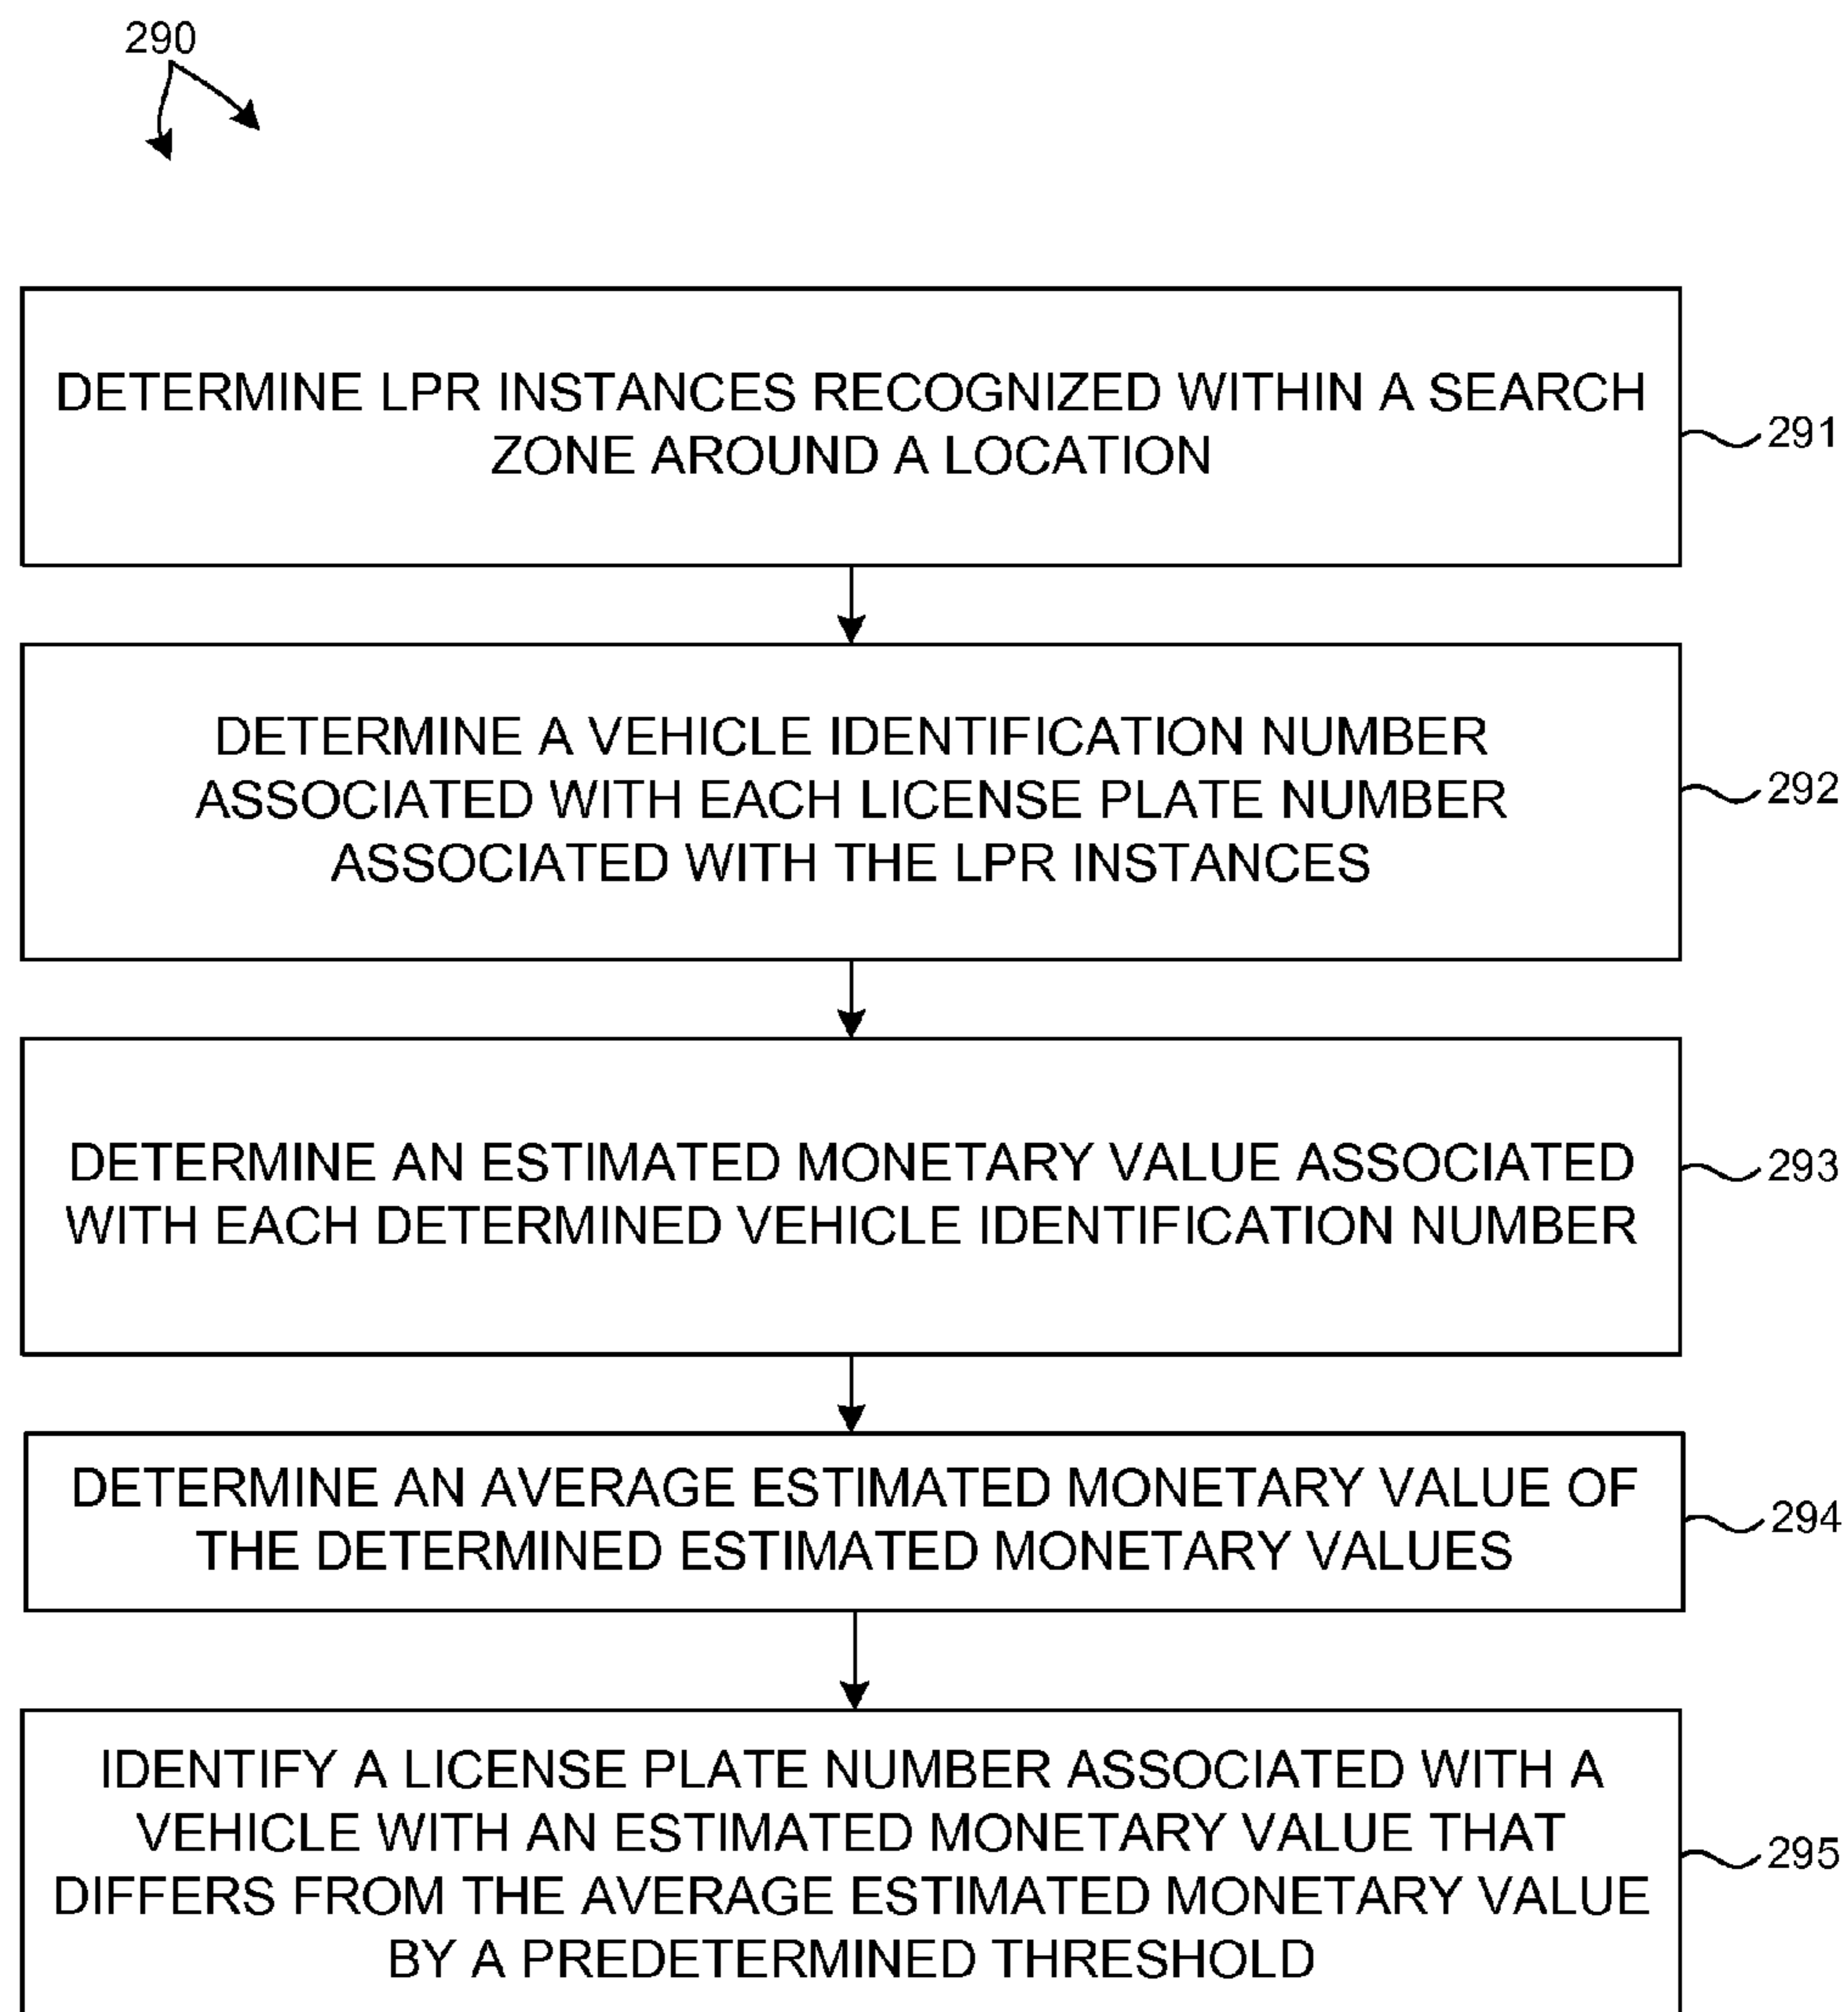 290
DETERMINE LPR INSTANCES RECOGNIZED WITHIN A SEARCH
ZONE AROUND A LOCATION
291
DETERMINE A VEHICLE IDENTIFICATION NUMBER
ASSOCIATED WITH EACH LICENSE PLATE NUMBER
ASSOCIATED WITH THE LPR INSTANCES
292
DETERMINE AN ESTIMATED MONETARY VALUE ASSOCIATED
WITH EACH DETERMINED VEHICLE IDENTIFICATION NUMBER
293
DETERMINE AN AVERAGE ESTIMATED MONETARY VALUE OF
THE DETERMINED ESTIMATED MONETARY VALUES
294
IDENTIFY A LICENSE PLATE NUMBER ASSOCIATED WITH A
VEHICLE WITH AN ESTIMATED MONETARY VALUE THAT
DIFFERS FROM THE AVERAGE ESTIMATED MONETARY VALUE
BY A PREDETERMINED THRESHOLD
295